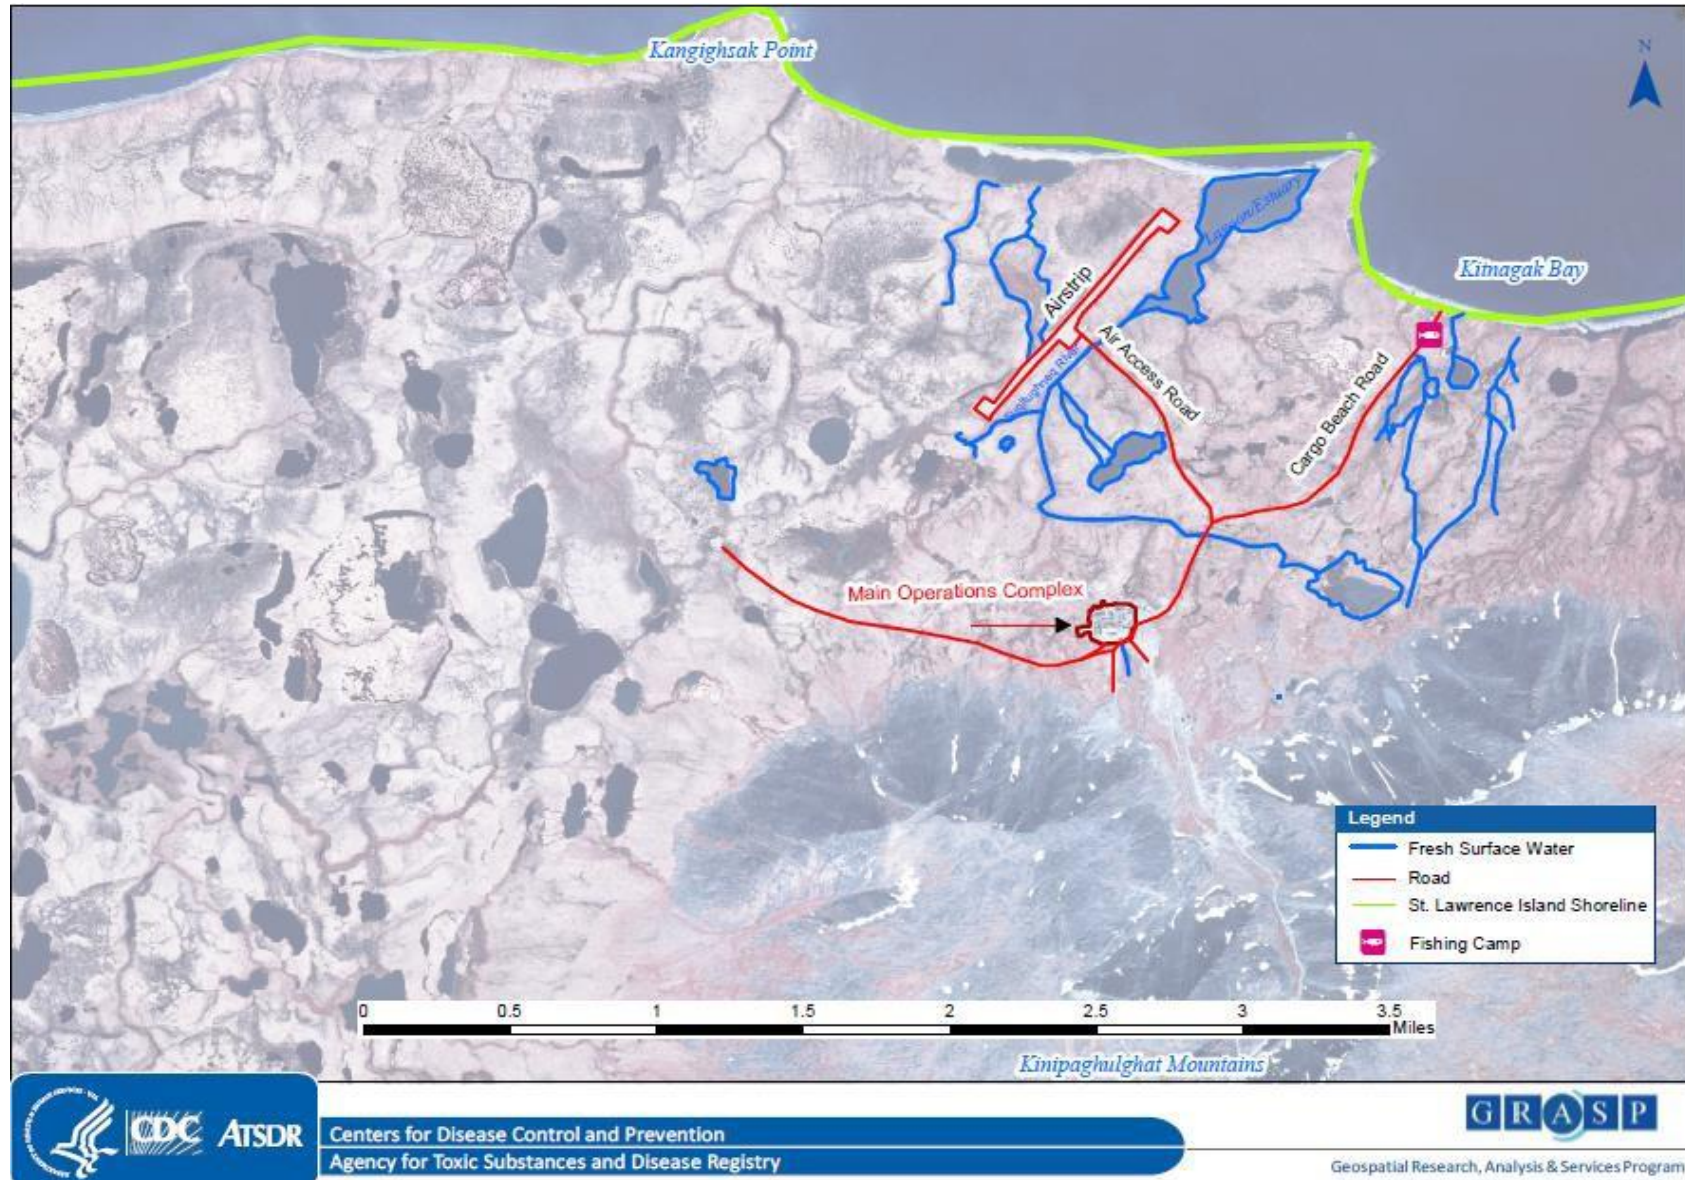 Kangighsak Point
N
Lagoon/Estuary
Kitnagak Bay
Airstrip
Air Access Road
River
Cargo Beach Road
Main Operations Complex
Legend
Fresh Surface Water
Road
St. Lawrence Island Shoreline
Fishing Camp
0 0.5 1 1.5 2 2.5 3 3.5
Miles
Kinipaghulghat Mountains
CDC ATSDR
Centers for Disease Control and Prevention
Agency for Toxic Substances and Disease Registry
GRASP
Geospatial Research, Analysis & Services Program